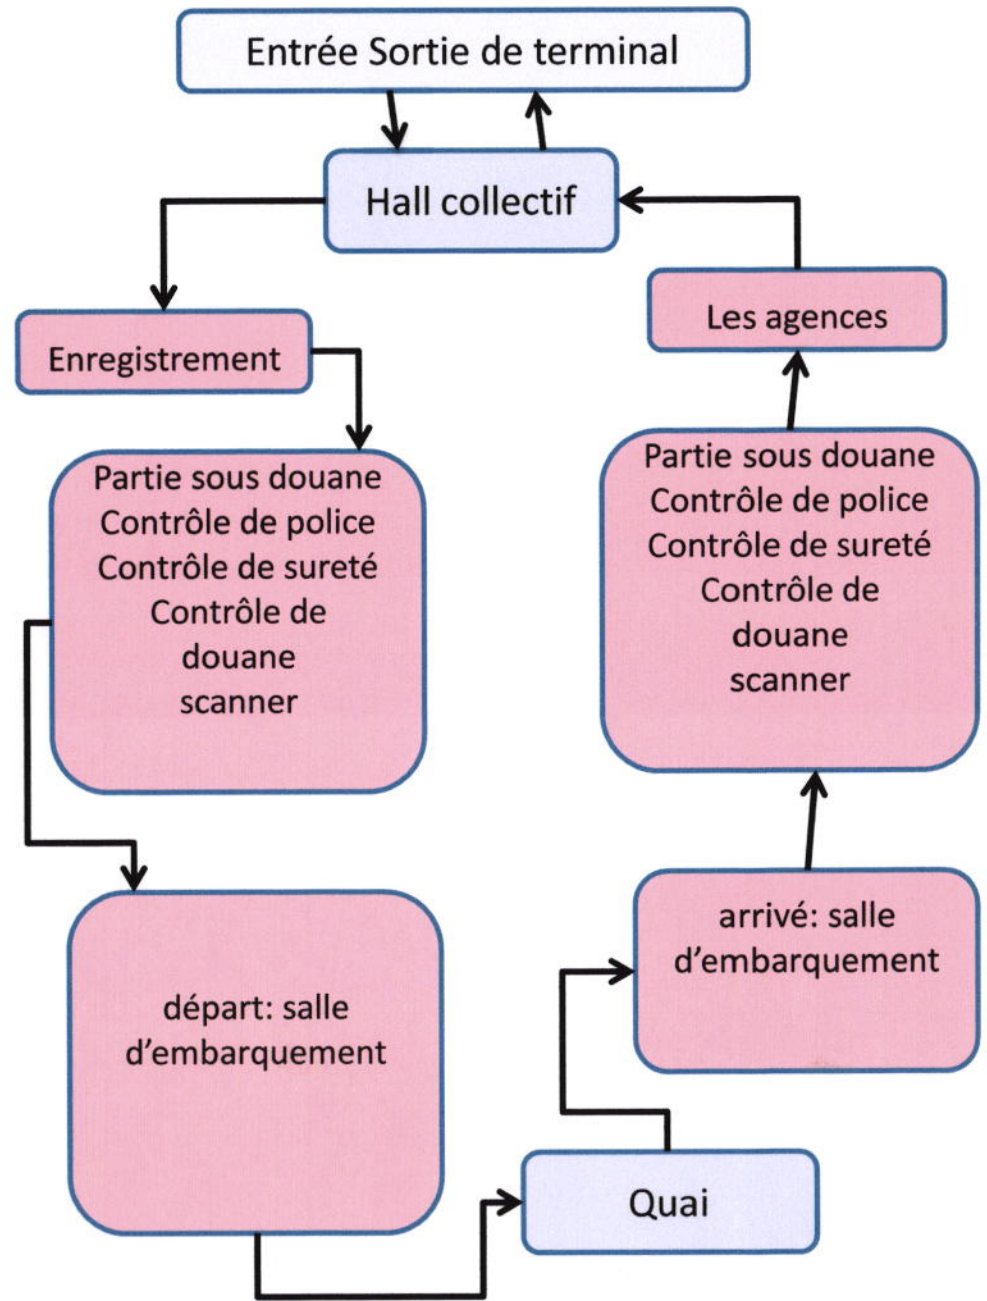 Entrée Sortie de terminal
Hall collectif
Les agences
Enregistrement
Partie sous douane
Contrôle de police
Contrôle de sureté
Contrôle de
douane
scanner
Partie sous douane
Contrôle de police
Contrôle de sureté
Contrôle de
douane
scanner
départ: salle
d'embarquement
arrivé: salle
d'embarquement
Quai